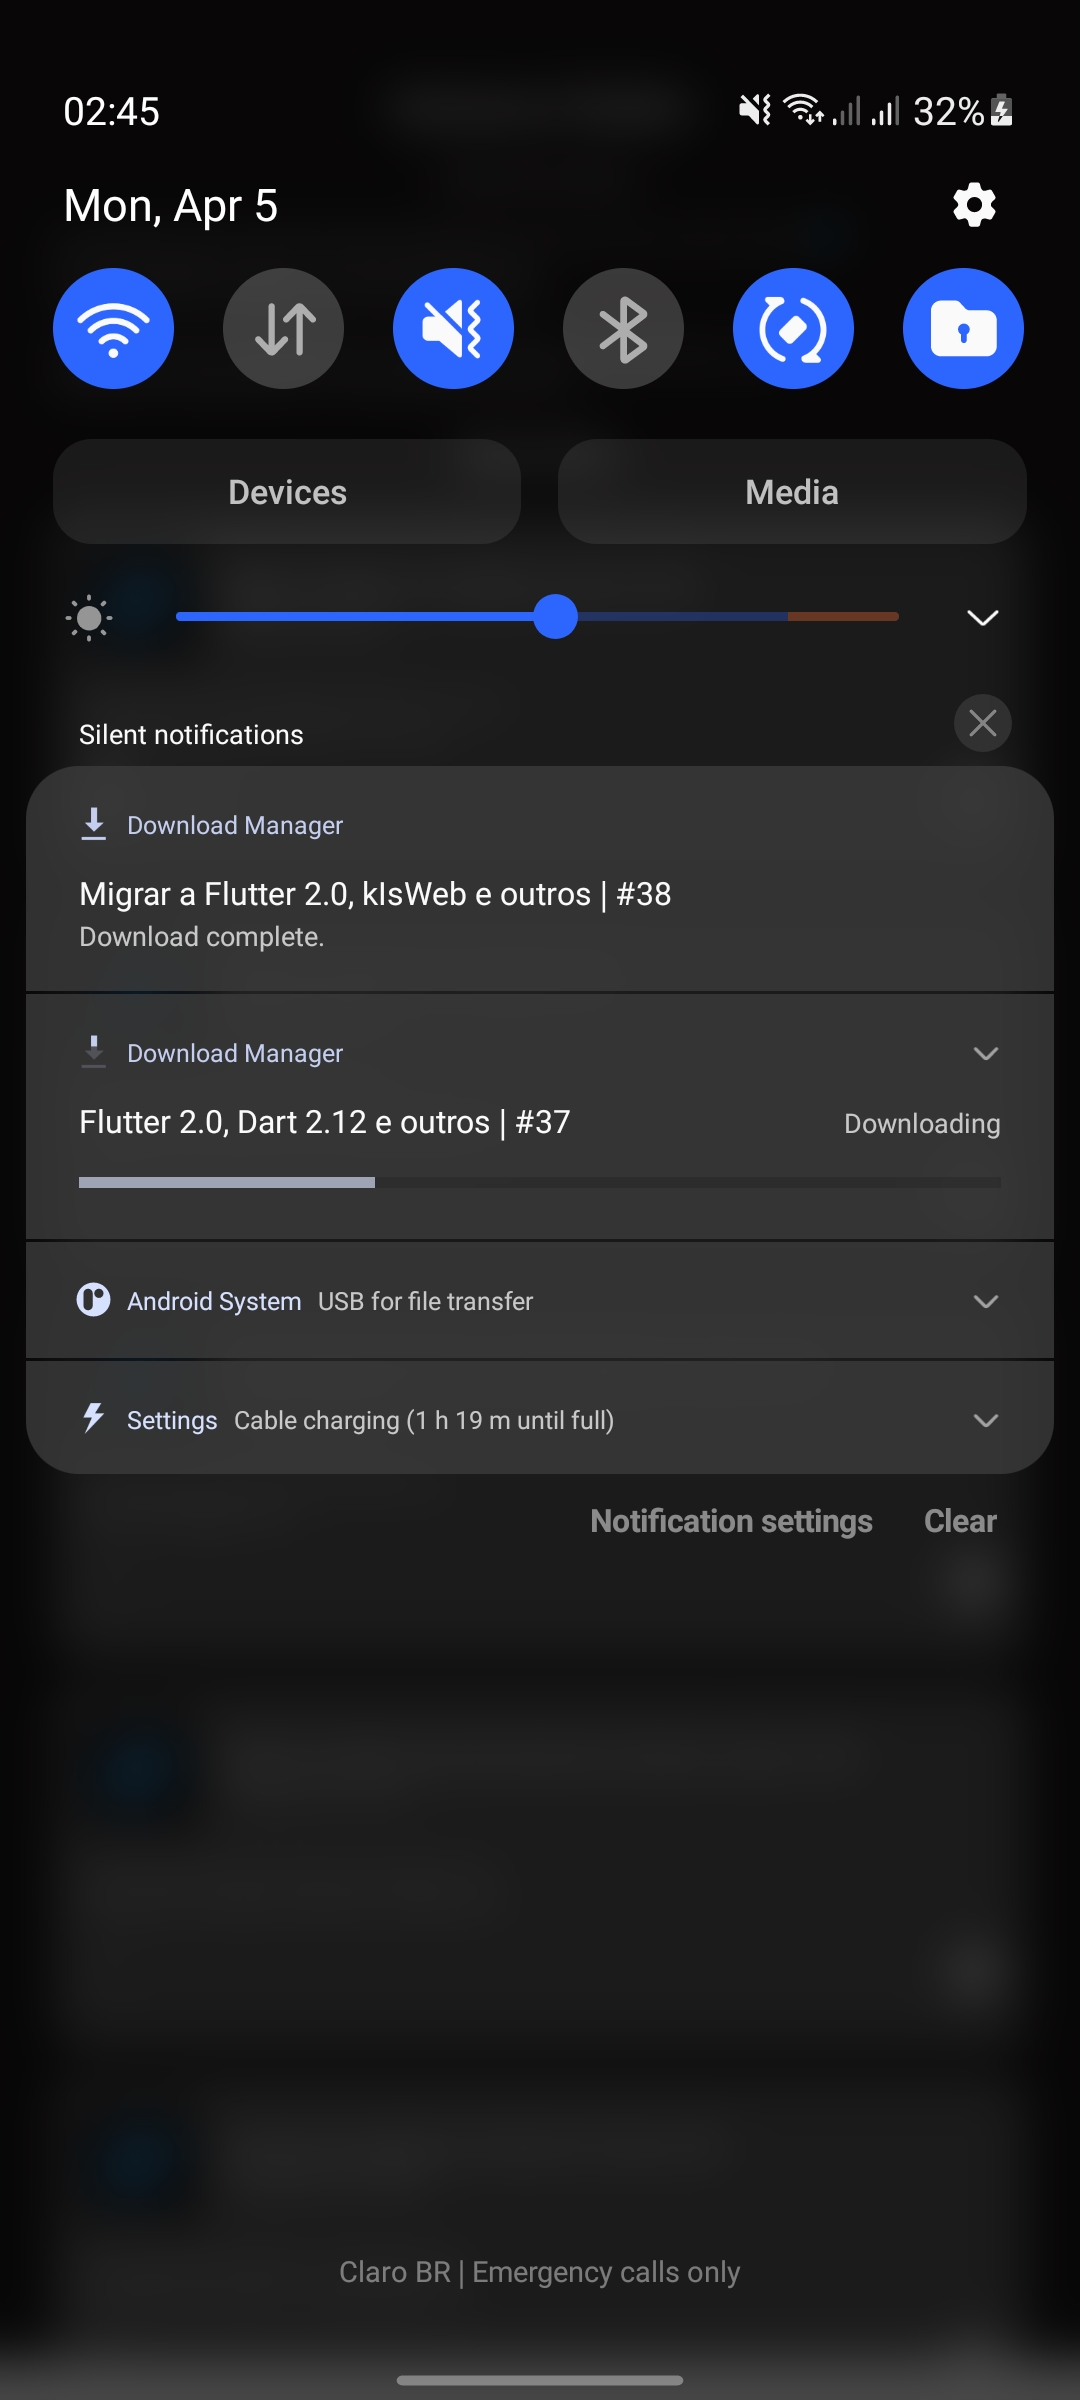 02:45
32%
Mon, Apr 5
Devices
Media
Silent notifications
Download Manager
Migrar a Flutter 2.0, kIsWeb e outros | #38
Download complete.
Download Manager
Flutter 2.0, Dart 2.12 e outros | #37
Downloading
Android System USB for file transfer
Settings Cable charging (1 h 19 m until full)
Notification settings
Clear
Claro BR | Emergency calls only